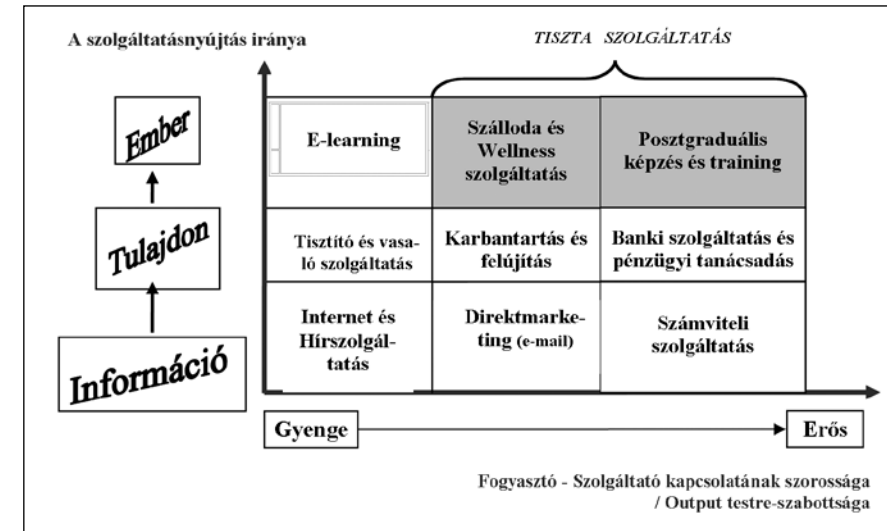 A szolgáltatásnyújtás iránya
TISZTA SZOLGÁLTATÁS
Ember
E-learning
Szálloda és
Wellness
szolgáltatás
Posztgraduális
képzés és training
Tulajdon
Tisztító és vasa-
ló szolgáltatás
Karbantartás és
felújítás
Banki szolgáltatás és
pénzügyi tanácsadás
Információ
Internet és
Hírszolgál-
tatás
Direktmarke-
ting (e-mail)
Számviteli
szolgáltatás
Gyenge
Erős
Fogyasztó - Szolgáltató kapcsolatának szorossága
/ Output testre-szabottsága